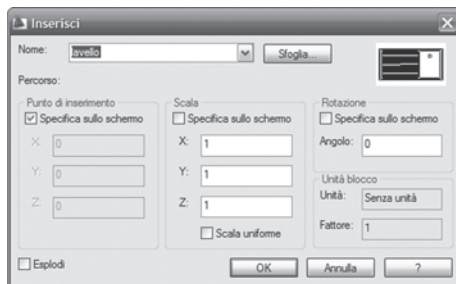 Inserisci
Nome: lavello Sfoglia...
Percorso:
Punto di inserimento Scala Rotazione
Specifica sullo schermo Specifica sullo schermo Specifica sullo schermo
X: 0 X: 1 Angolo: 0
Y: 0 Y: 1 Unità blocco
Z: 0 Z: 1 Unità: Senza unità
Scala uniforme Fattore: 1
Esplodi OK Annulla ?